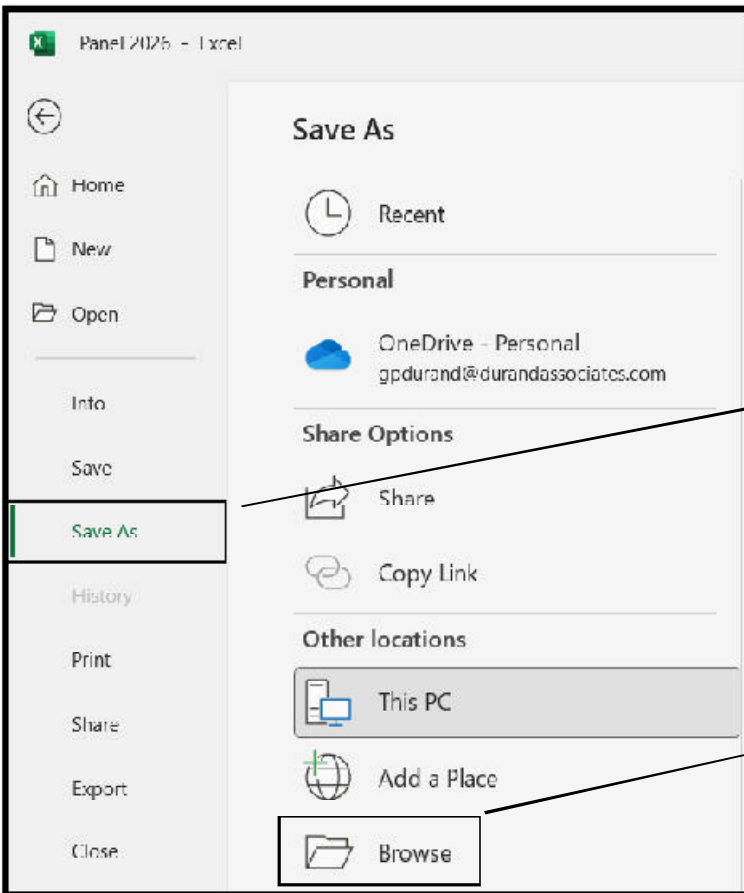 Panel 2026 - Excel
Home
New
Open
Info
Save
Save As
History
Print
Share
Export
Close
Save As
Recent
Personal
OneDrive - Personal
gpdurand@durandassociates.com
Share Options
Share
Copy Link
Other locations
This PC
Add a Place
Browse